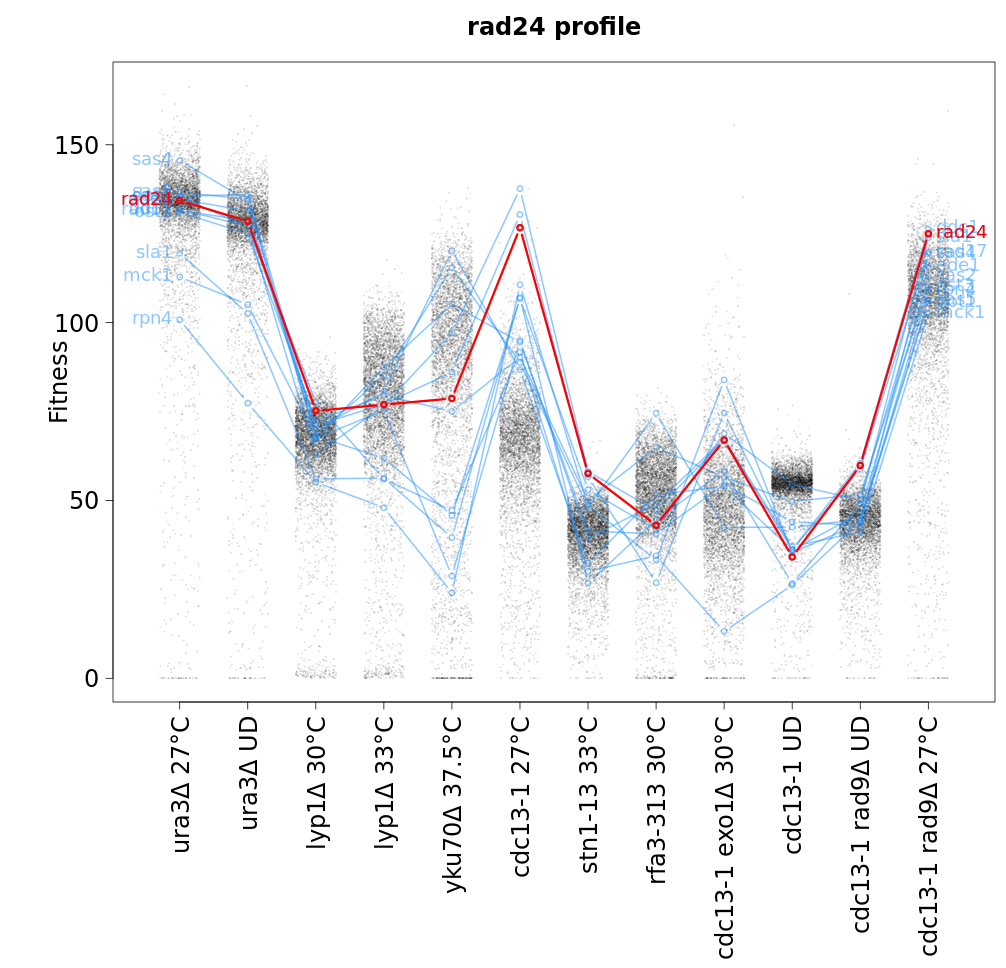 rad24 profile
Fitness
150
100
50
0
sas4
rad24
sla1
mck1
rpn4
rad24
mck1
ura3Δ 27°C
ura3Δ UD
lyp1Δ 30°C
lyp1Δ 33°C
yku70Δ 37.5°C
cdc13-1 27°C
stn1-13 33°C
rfa3-313 30°C
cdc13-1 exo1Δ 30°C
cdc13-1 UD
cdc13-1 rad9Δ UD
cdc13-1 rad9Δ 27°C